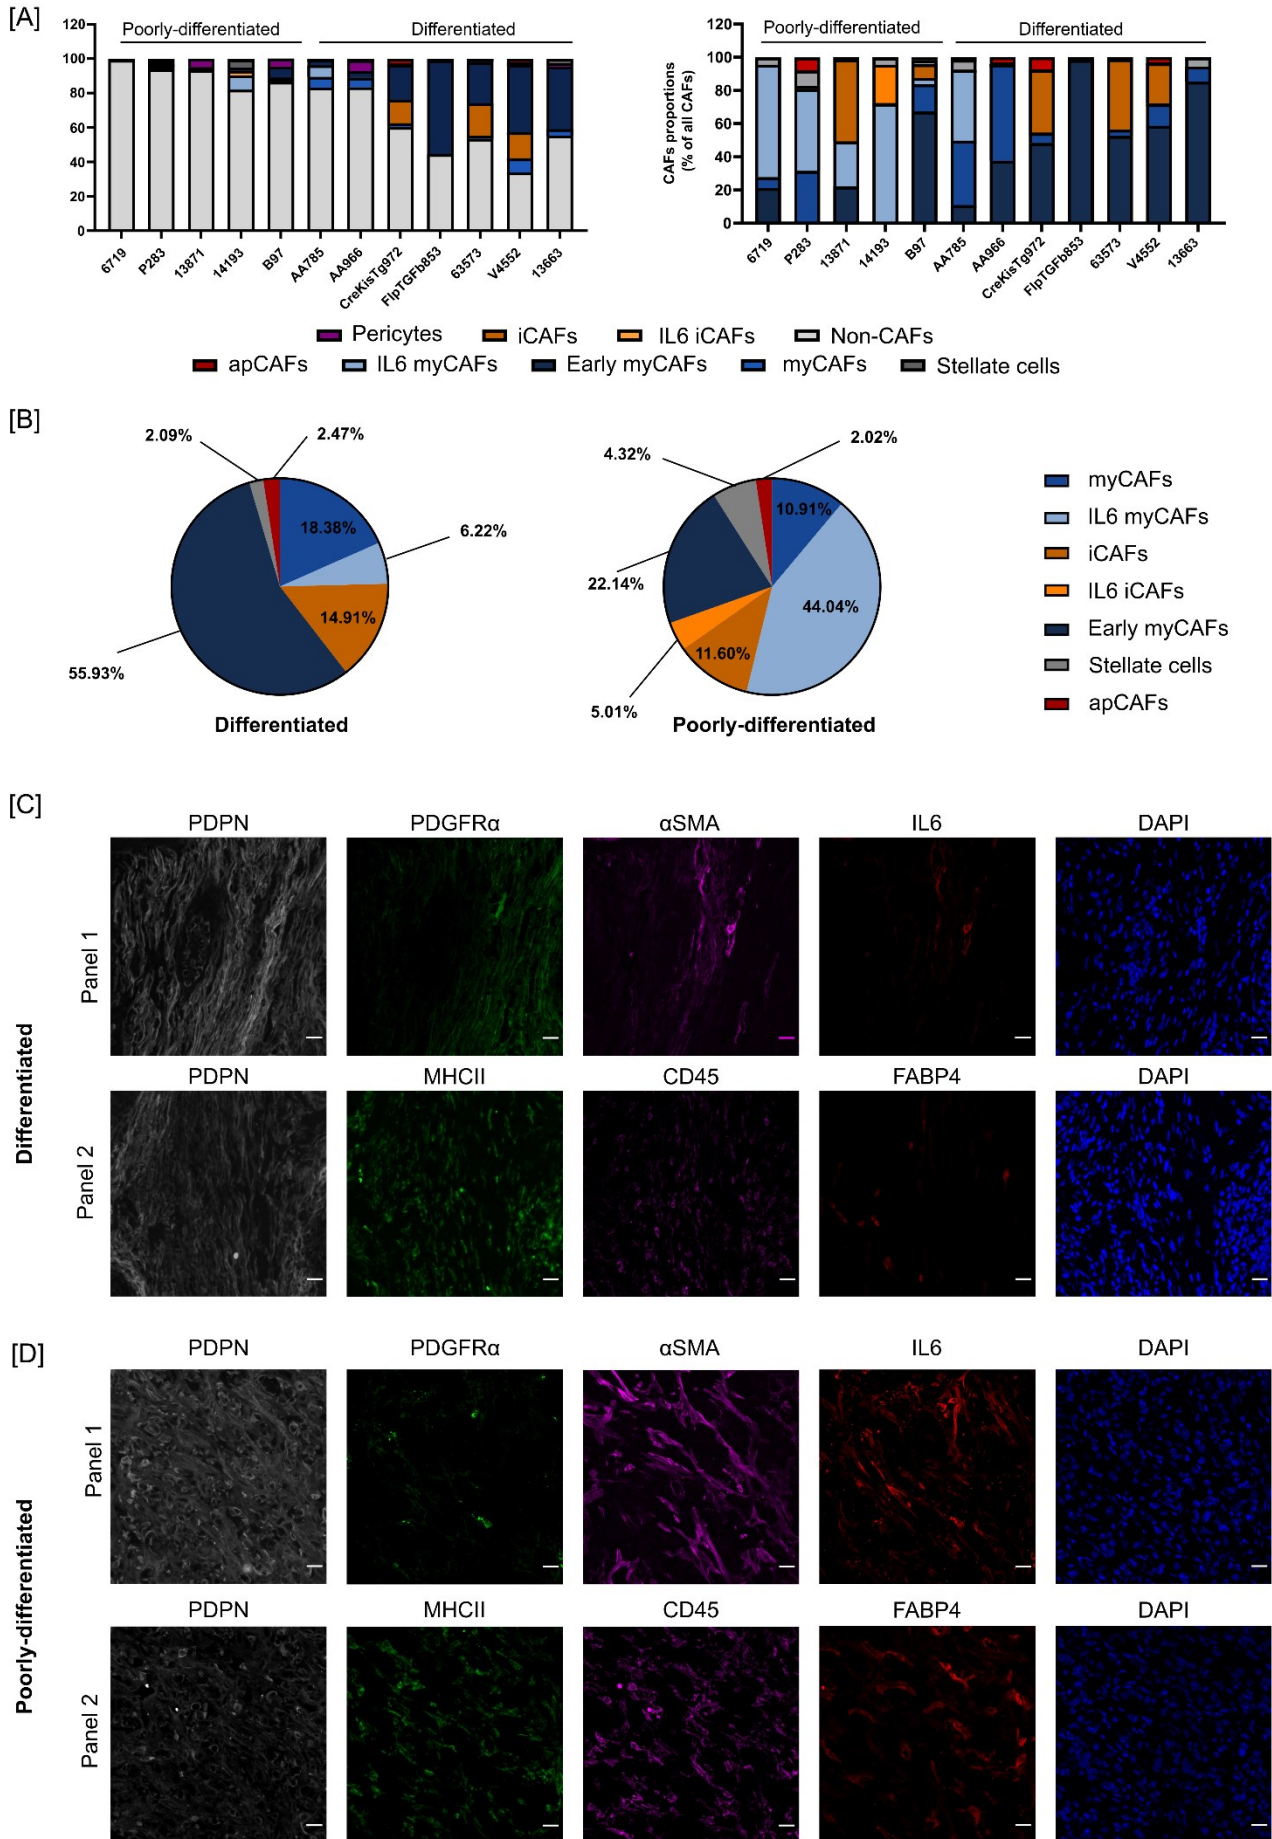 [A]
Poorly-differentiated Differentiated
120
100
80
60
40
20
0
6719 P283 13871 14193 B97 AA785 AA966 CreKisTg972 FlpTGFb853 63573 V4552 13663
CAFs proportions
(% of all CAFs)
Poorly-differentiated Differentiated
120
100
80
60
40
20
0
6719 P283 13871 14193 B97 AA785 AA966 CreKisTg972 FlpTGFb853 63573 V4552 13663
Pericytes iCAFs IL6 iCAFs Non-CAFs
apCAFs IL6 myCAFs Early myCAFs myCAFs Stellate cells
[B]
2.09% 2.47%
18.38%
6.22%
14.91%
55.93%
Differentiated
4.32% 2.02%
10.91%
22.14%
44.04%
11.60%
5.01%
Poorly-differentiated
myCAFs
IL6 myCAFs
iCAFs
IL6 iCAFs
Early myCAFs
Stellate cells
apCAFs
[C]
Differentiated
PDPN PDGFRα αSMA IL6 DAPI
Panel 1
PDPN MHCII CD45 FABP4 DAPI
Panel 2
[D]
Poorly-differentiated
PDPN PDGFRα αSMA IL6 DAPI
Panel 1
PDPN MHCII CD45 FABP4 DAPI
Panel 2